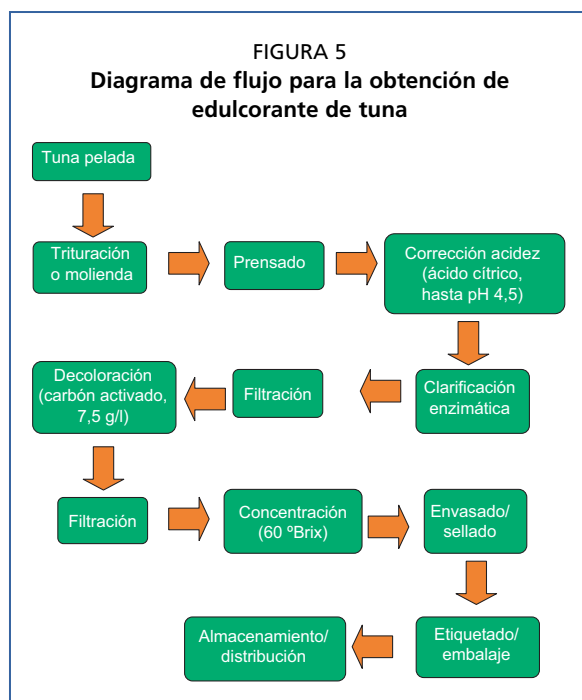 FIGURA 5
Diagrama de flujo para la obtención de
edulcorante de tuna
Tuna pelada
Trituración
o molienda
Prensado
Corrección acidez
(ácido cítrico,
hasta pH 4,5)
Clarificación
enzimática
Filtración
Decoloración
(carbón activado,
7,5 g/l)
Filtración
Concentración
(60 ºBrix)
Envasado/
sellado
Etiquetado/
embalaje
Almacenamiento/
distribución